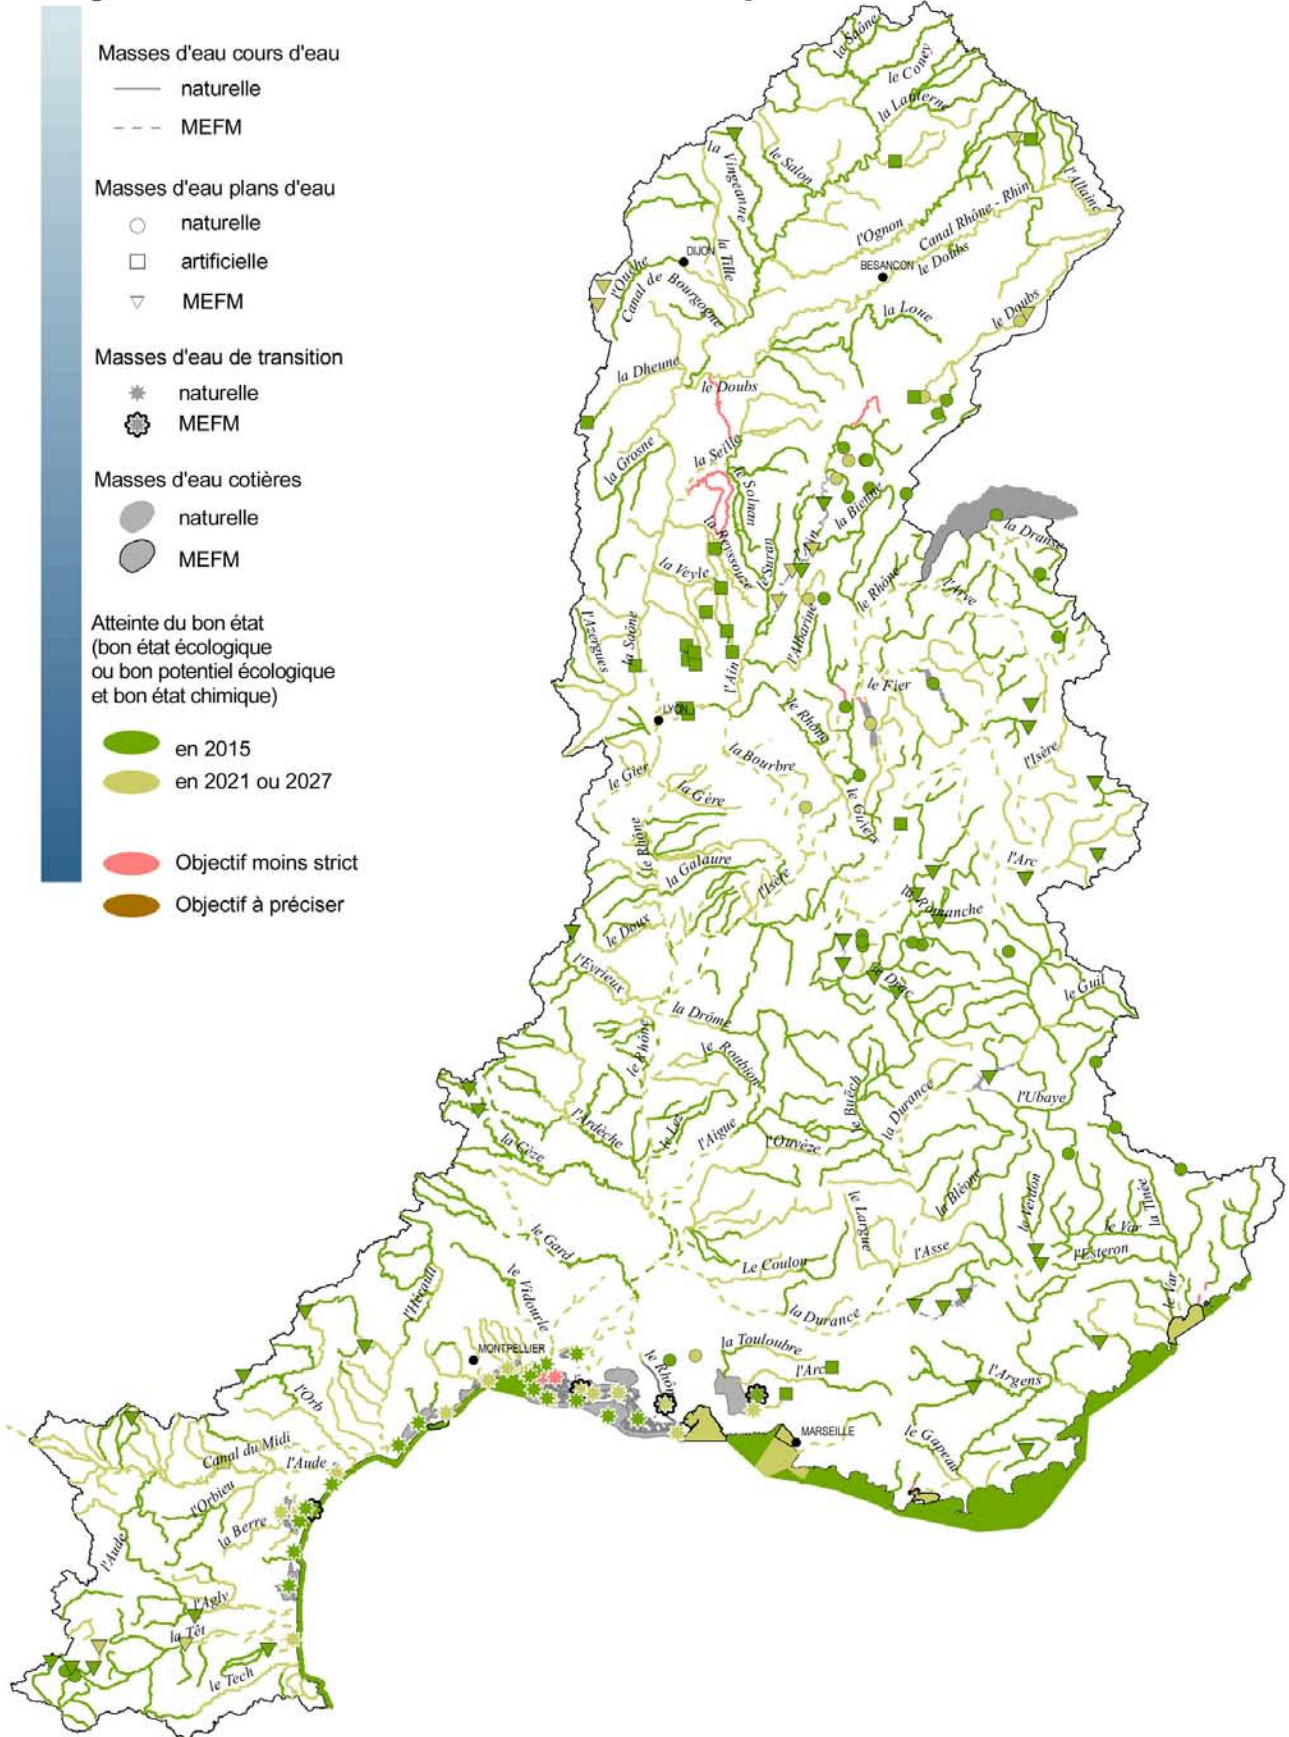 Masses d'eau cours d'eau
naturelle
MEFM
Masses d'eau plans d'eau
naturelle
artificielle
MEFM
Masses d'eau de transition
naturelle
MEFM
Masses d'eau cotières
naturelle
MEFM
Atteinte du bon état
(bon état écologique
ou bon potentiel écologique
et bon état chimique)
en 2015
en 2021 ou 2027
Objectif moins strict
Objectif à préciser
la Saône
le Coney
la Lanterne
la Vingeanne
le Salon
l'Allaine
Canal Rhône - Rhin
l'Ognon
la Tille
DIJON
l'Ouche
Canal de Bourgogne
BESANCON
le Doubs
la Loue
le Doubs
la Dheune
le Doubs
la Grosne
la Seille
le Solnan
la Bienne
la Dranse
la Reyssouze
le Suran
l'Ain
la Veyle
le Rhône
l'Arve
l'Azergues
la Saône
l'Albarine
l'Ain
le Fier
LYON
le Rhône
la Bourbre
l'Isère
le Gier
la Gère
le Guiers
le Rhône
la Galaure
l'Isère
l'Arc
la Romanche
le Doux
l'Eyrieux
le Drac
le Guil
la Drôme
le Rhône
le Roubion
le Buëch
la Durance
l'Ubaye
l'Ardèche
le Lez
l'Aigue
l'Ouvèze
la Cèze
la Bléone
le Verdon
la Tinée
le Largue
le Var
l'Esteron
l'Asse
le Gard
Le Coulon
l'Hérault
le Vidourle
la Durance
le Var
la Touloubre
MONTPELLIER
le Rhône
l'Arc
l'Argens
l'Orb
MARSEILLE
le Gapeau
Canal du Midi
l'Aude
l'Orbieu
la Berre
l'Aude
l'Agly
la Têt
le Tech